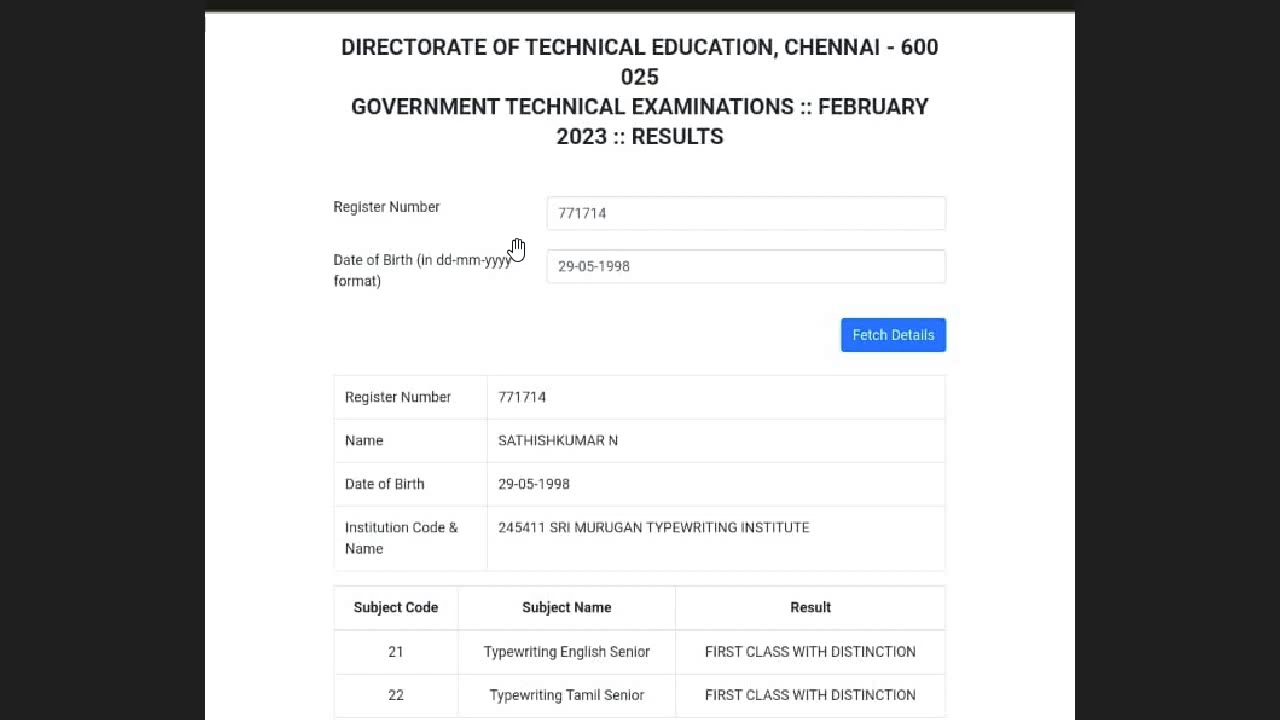 DIRECTORATE OF TECHNICAL EDUCATION, CHENNAI - 600
025
GOVERNMENT TECHNICAL EXAMINATIONS :: FEBRUARY
2023 :: RESULTS
Register Number
771714
Date of Birth (in dd-mm-yyyy
format)
29-05-1998
Fetch Details
Register Number 771714
Name SATHISHKUMAR N
Date of Birth 29-05-1998
Institution Code & 245411 SRI MURUGAN TYPEWRITING INSTITUTE
Name
Subject Code Subject Name Result
21 Typewriting English Senior FIRST CLASS WITH DISTINCTION
22 Typewriting Tamil Senior FIRST CLASS WITH DISTINCTION